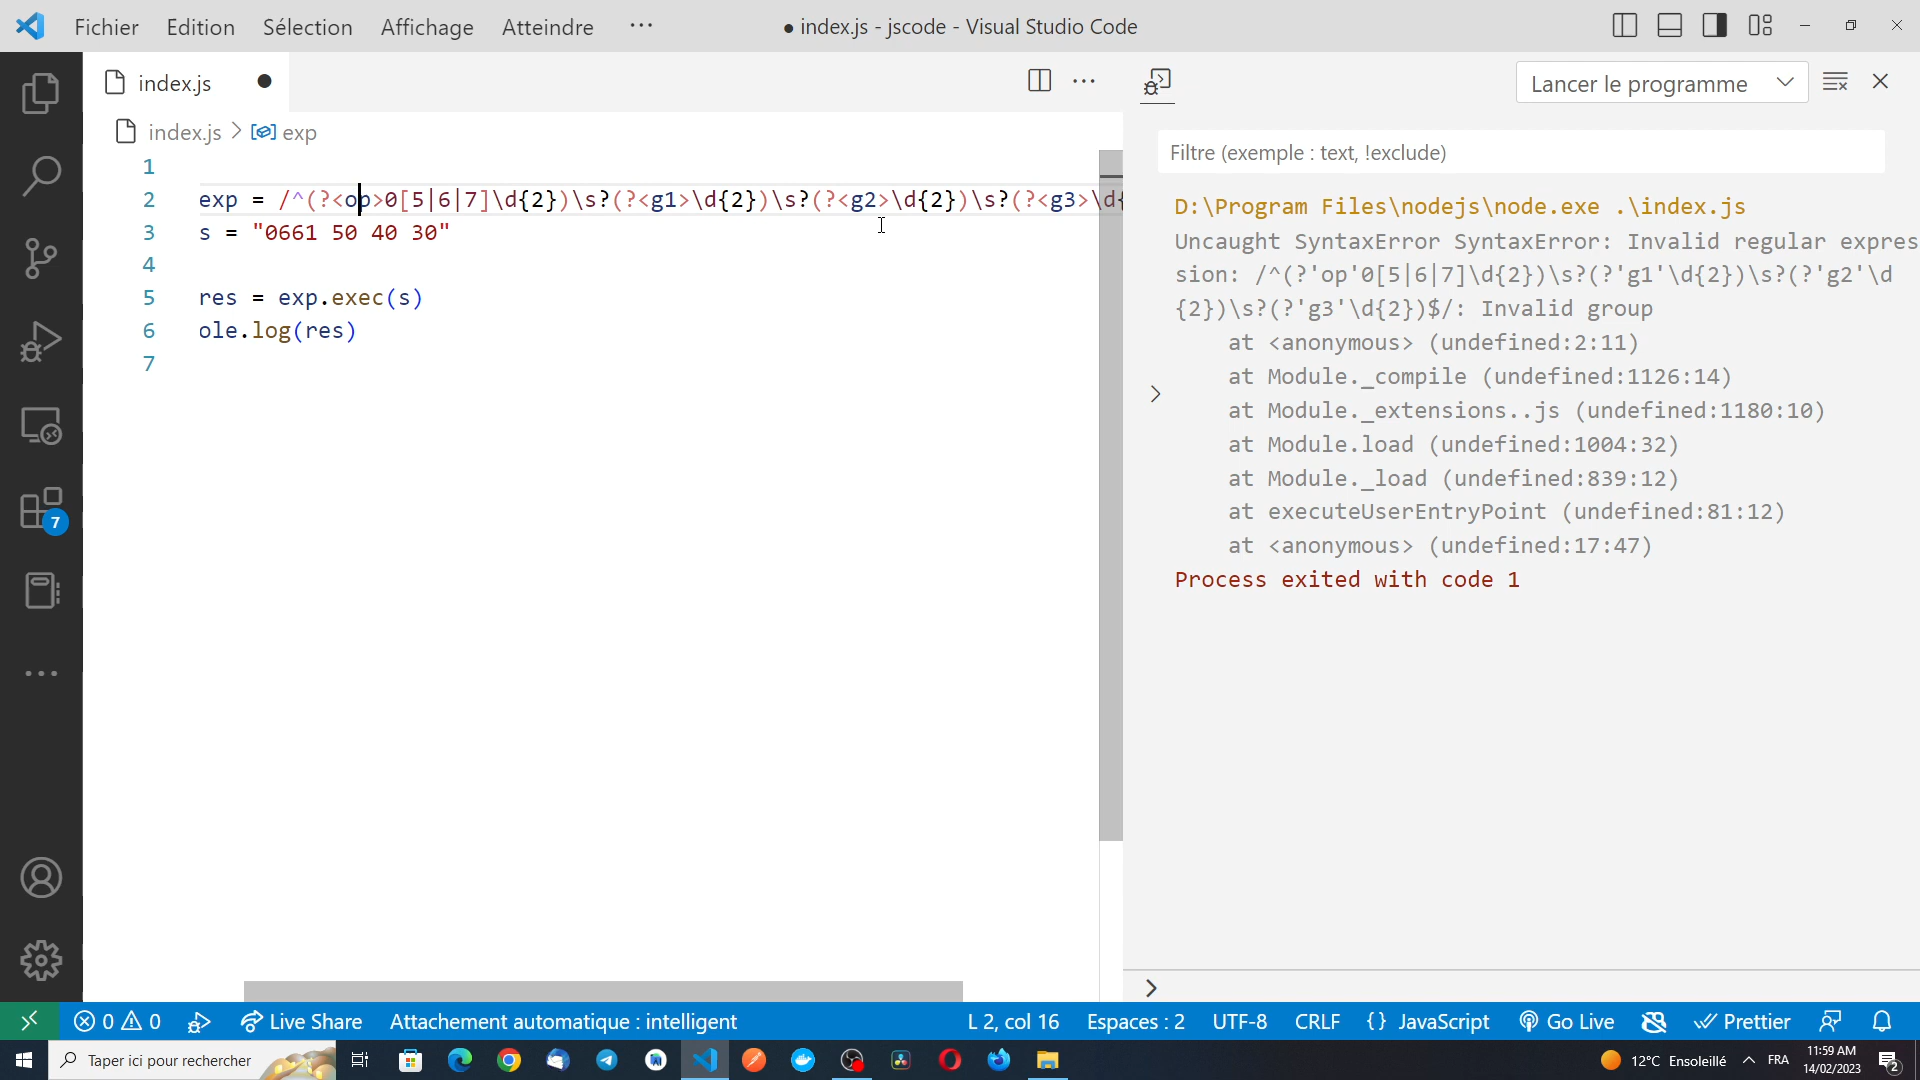 Fichier Edition Sélection Affichage Atteindre ···
● index.js - jscode - Visual Studio Code
index.js ●
index.js > exp
1
2 exp = /^(?<op>0[5|6|7]\d{2})\s?(?<g1>\d{2})\s?(?<g2>\d{2})\s?(?<g3>\d{
3 s = "0661 50 40 30"
4
5 res = exp.exec(s)
6 ole.log(res)
7
Lancer le programme
Filtre (exemple : text, !exclude)
D:\Program Files\nodejs\node.exe .\index.js
Uncaught SyntaxError SyntaxError: Invalid regular expres
sion: /^(?'op'0[5|6|7]\d{2})\s?(?'g1'\d{2})\s?(?'g2'\d
{2})\s?(?'g3'\d{2})$/: Invalid group
at <anonymous> (undefined:2:11)
at Module._compile (undefined:1126:14)
at Module._extensions..js (undefined:1180:10)
at Module.load (undefined:1004:32)
at Module._load (undefined:839:12)
at executeUserEntryPoint (undefined:81:12)
at <anonymous> (undefined:17:47)
Process exited with code 1
7
0 0 Live Share Attachement automatique : intelligent L 2, col 16 Espaces : 2 UTF-8 CRLF {} JavaScript Go Live Prettier
Taper ici pour rechercher
12°C Ensoleillé FRA
11:59 AM
14/02/2023
2